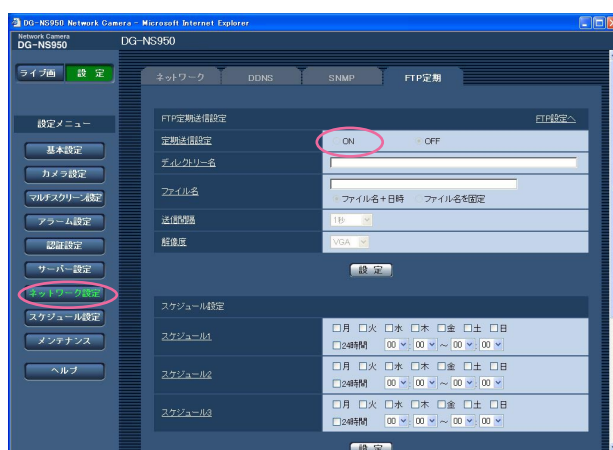 DG-NS950 Network Camera - Microsoft Internet Explorer
Network Camera
DG-NS950 DG-NS950
ライブ画 設 定
ネットワーク DDNS SNMP FTP定期
設定メニュー
基本設定
カメラ設定
マルチスクリーン設定
アラーム設定
認証設定
サーバー設定
ネットワーク設定
スケジュール設定
メンテナンス
ヘルプ
FTP定期送信設定 FTP設定へ
定期送信設定 ON OFF
ディレクトリー名
ファイル名
ファイル名+日時 ファイル名を固定
送信間隔 1秒
解像度 VGA
設 定
スケジュール設定
スケジュール1
月 火 水 木 金 土 日
24時間 00 : 00 ~ 00 : 00
スケジュール2
月 火 水 木 金 土 日
24時間 00 : 00 ~ 00 : 00
スケジュール3
月 火 水 木 金 土 日
24時間 00 : 00 ~ 00 : 00
設 定